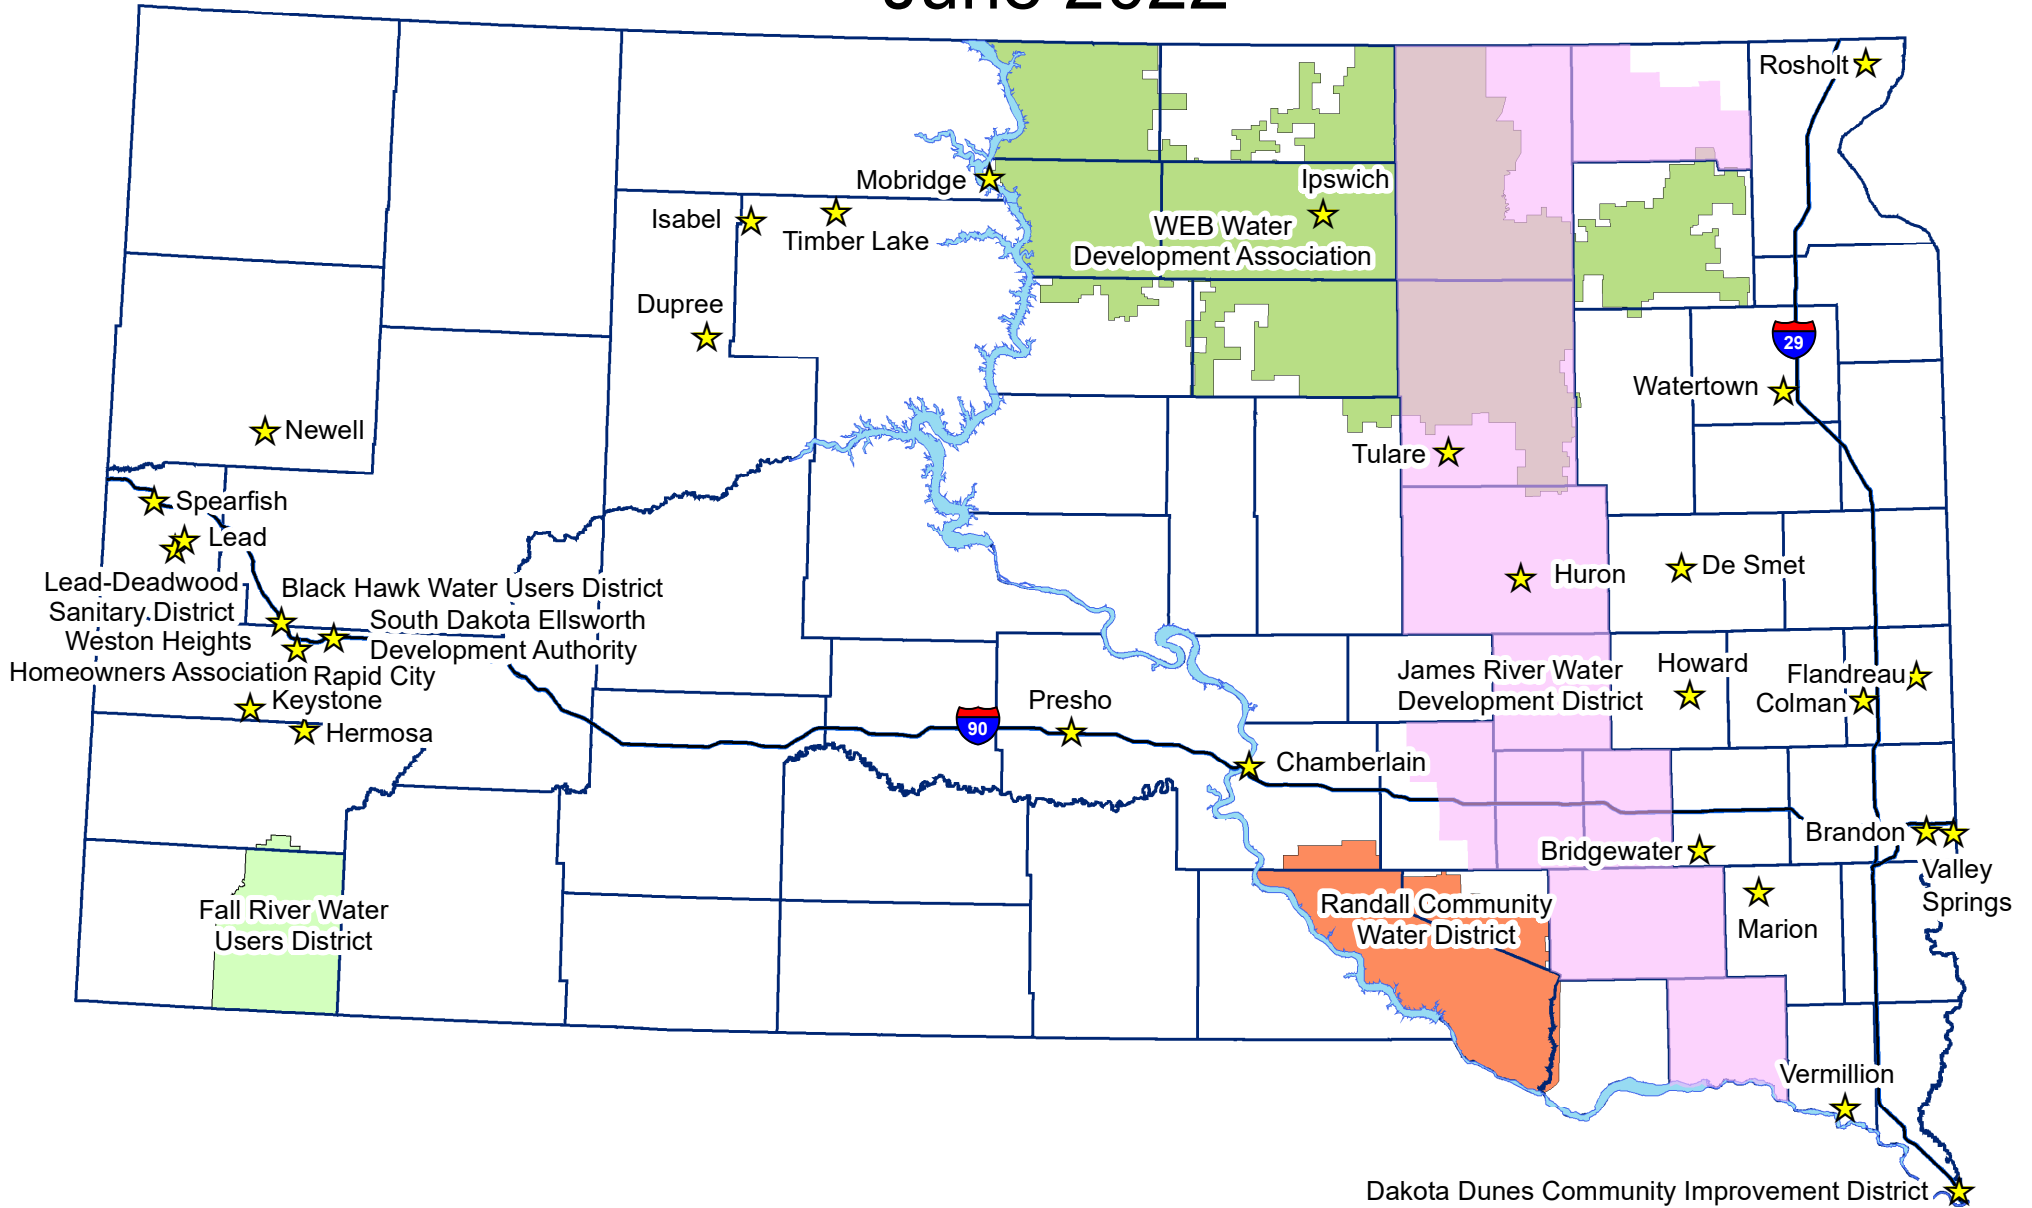 June 2022
Rosholt
Mobridge
Ipswich
Isabel
WEB Water
Timber Lake
Development Association
Dupree
29
Watertown
Newell
Tulare
Spearfish
Lead
De Smet
Huron
Lead-Deadwood
Sanitary District
Black Hawk Water Users District
South Dakota Ellsworth
Development Authority
Weston Heights
Homeowners Association
Rapid City
James River Water
Development District
Howard
Flandreau
Colman
Keystone
Presho
90
Hermosa
Chamberlain
Brandon
Bridgewater
Valley
Springs
Fall River Water
Users District
Randall Community
Water District
Marion
Vermillion
Dakota Dunes Community Improvement District